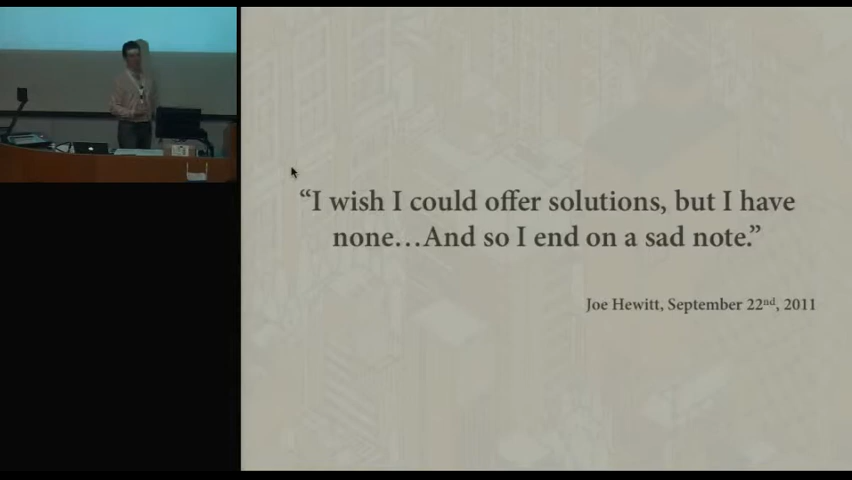 “I wish I could offer solutions, but I have
none…And so I end on a sad note.”
Joe Hewitt, September 22nd, 2011